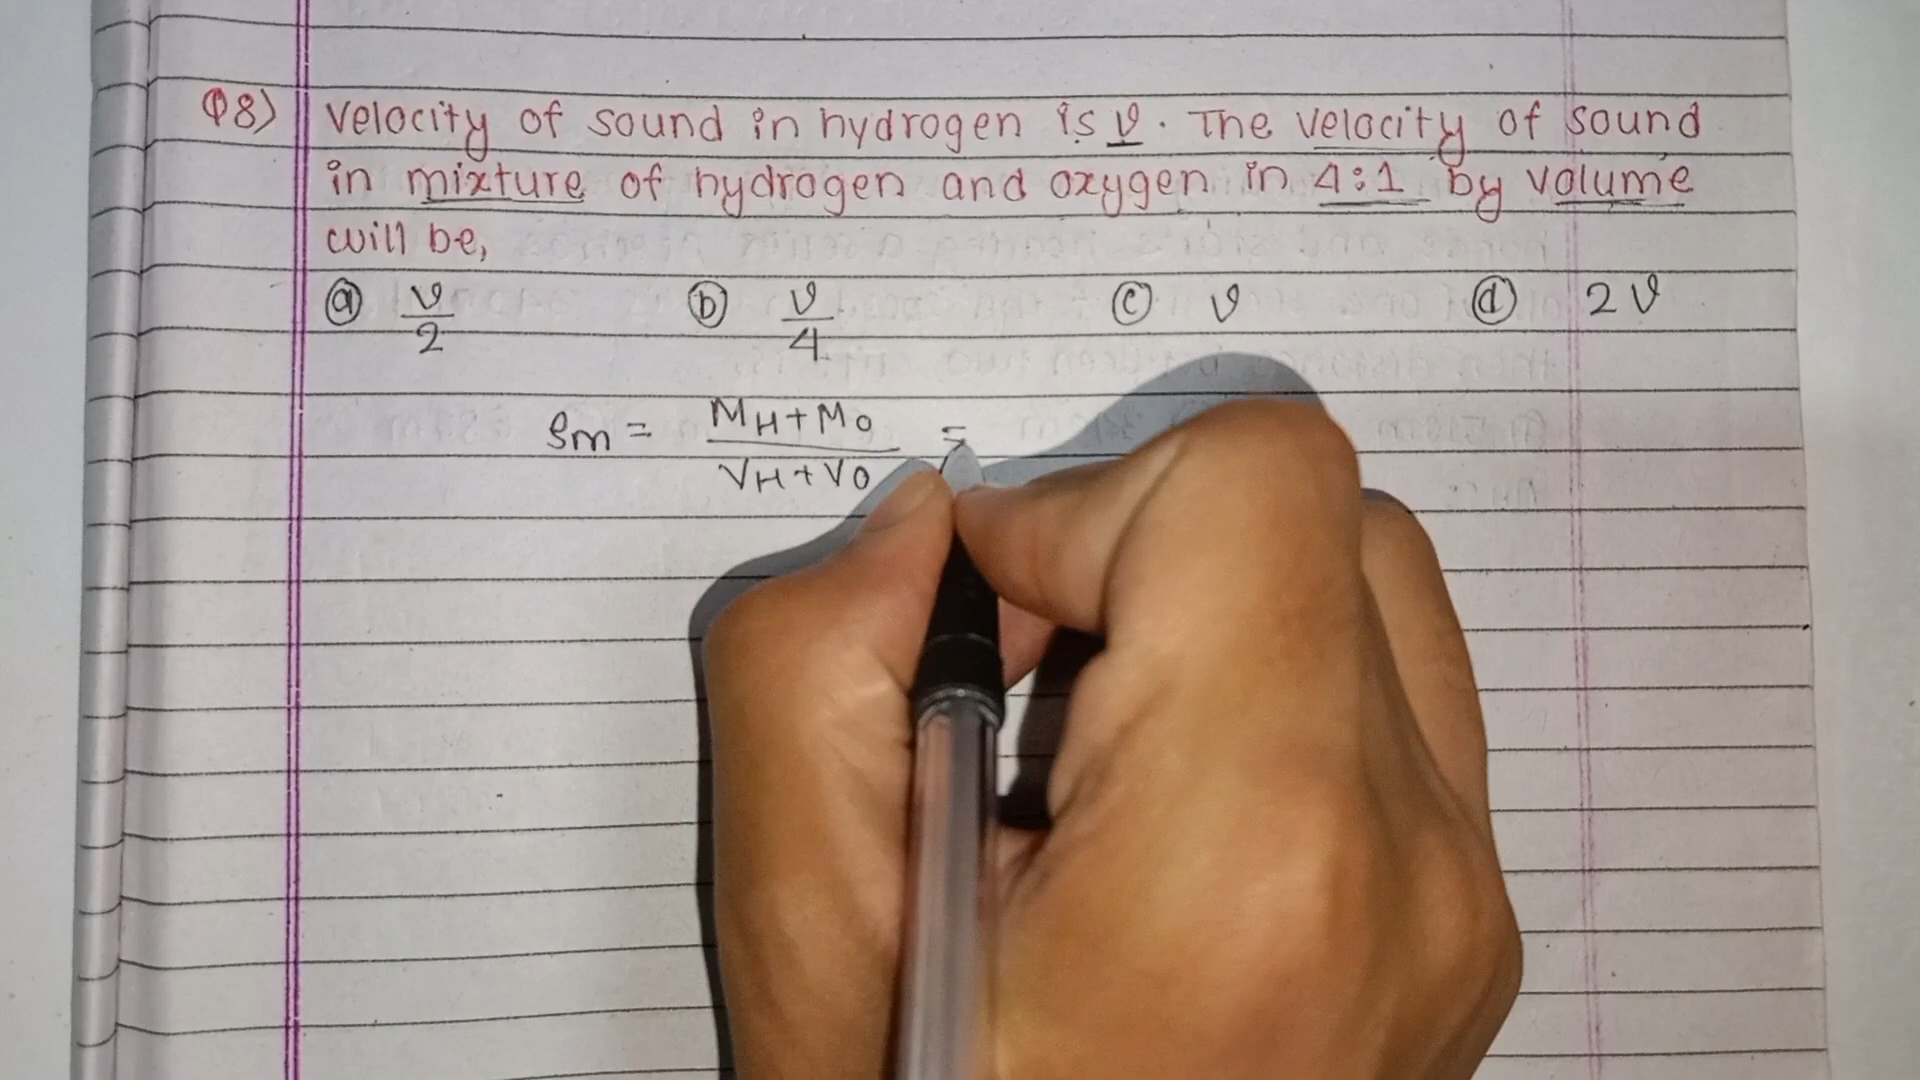 Q8) Velocity of sound in hydrogen is v. The velocity of sound
in mixture of hydrogen and oxygen in 4:1 by volume
will be,
ⓐ v/2 ⓑ v/4 ⓒ v ⓓ 2v
ρm = MH+MO / VH+VO =